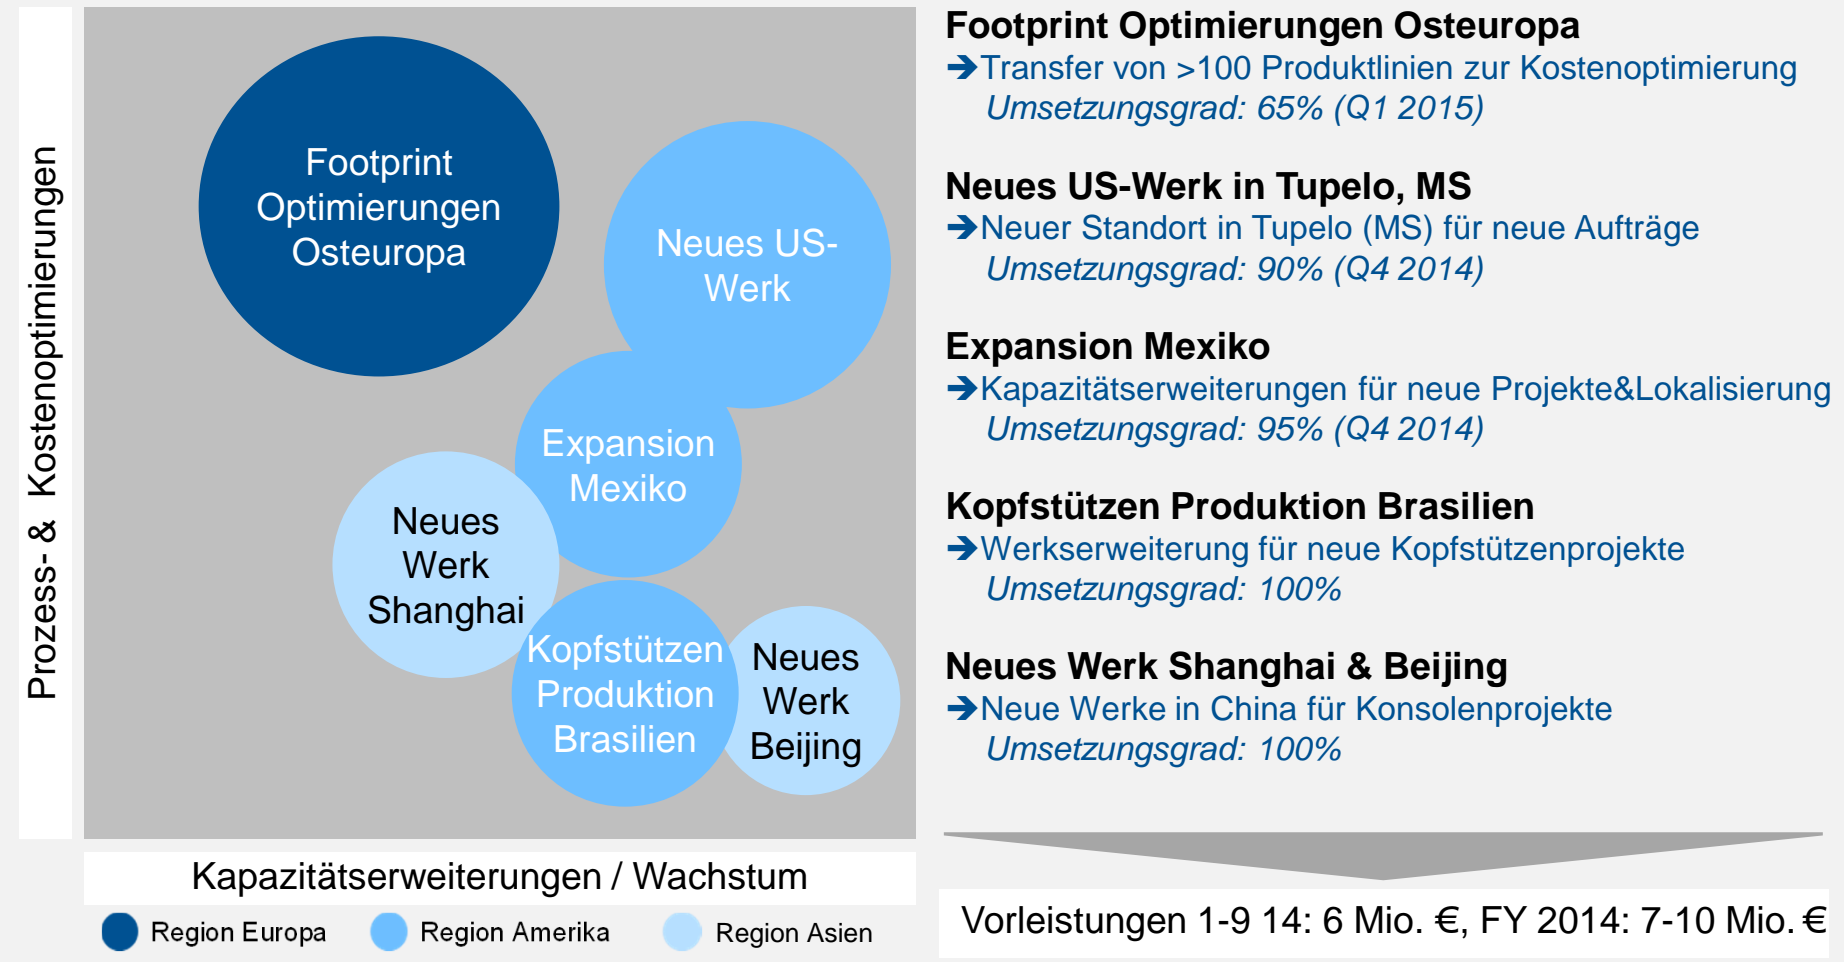 Prozess- & Kostenoptimierungen
Footprint
Optimierungen
Osteuropa
Neues US-
Werk
Expansion
Mexiko
Neues
Werk
Shanghai
Kopfstützen
Produktion
Brasilien
Neues
Werk
Beijing
Kapazitätserweiterungen / Wachstum
Region Europa
Region Amerika
Region Asien
Footprint Optimierungen Osteuropa
➔Transfer von >100 Produktlinien zur Kostenoptimierung
Umsetzungsgrad: 65% (Q1 2015)
Neues US-Werk in Tupelo, MS
➔Neuer Standort in Tupelo (MS) für neue Aufträge
Umsetzungsgrad: 90% (Q4 2014)
Expansion Mexiko
➔Kapazitätserweiterungen für neue Projekte&Lokalisierung
Umsetzungsgrad: 95% (Q4 2014)
Kopfstützen Produktion Brasilien
➔Werkserweiterung für neue Kopfstützenprojekte
Umsetzungsgrad: 100%
Neues Werk Shanghai & Beijing
➔Neue Werke in China für Konsolenprojekte
Umsetzungsgrad: 100%
Vorleistungen 1-9 14: 6 Mio. €, FY 2014: 7-10 Mio. €